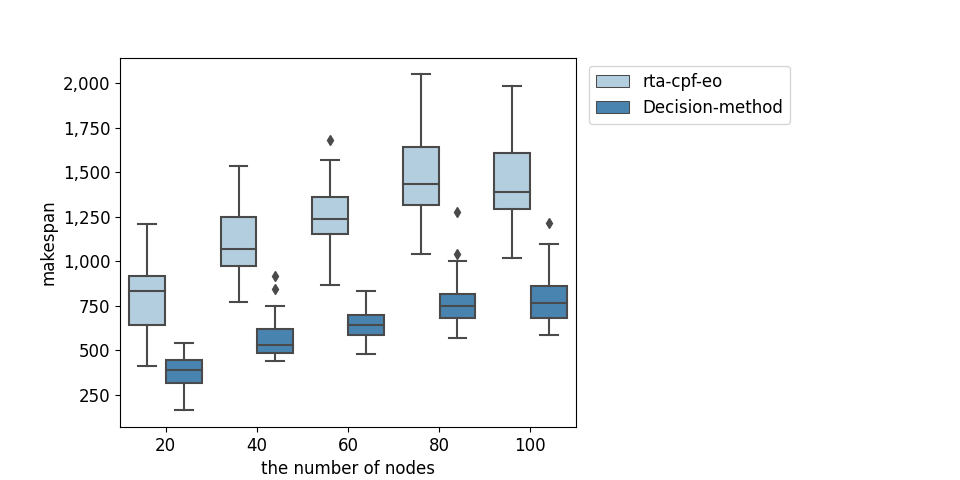 rta-cpf-eo
Decision-method
makespan
2,000
1,750
1,500
1,250
1,000
750
500
250
20 40 60 80 100
the number of nodes